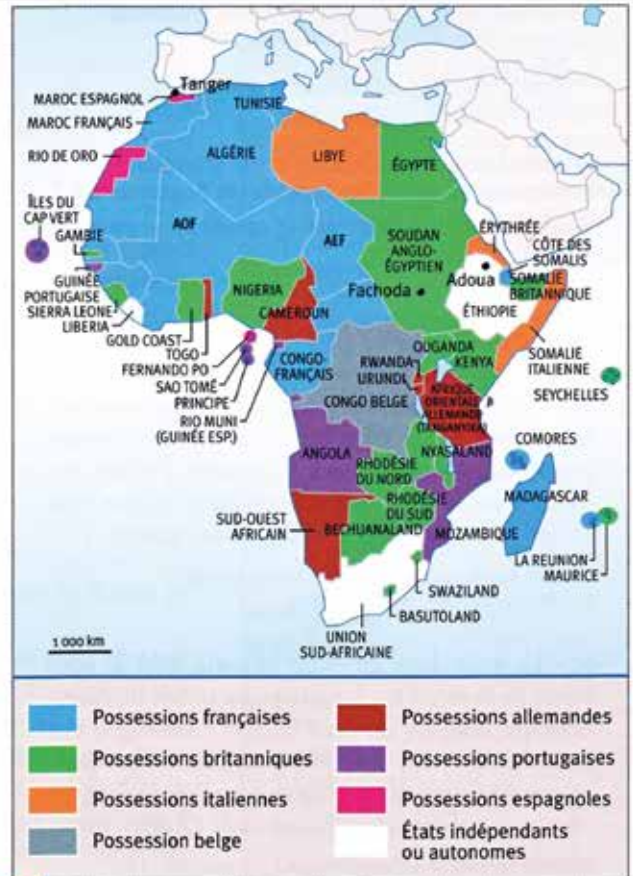 Tanger
MAROC ESPAGNOL
TUNISIE
MAROC FRANÇAIS
ALGÉRIE
LIBYE
ÉGYPTE
RIO DE ORO
ÎLES DU
CAP VERT
GAMBIE
AOF
AEF
SOUDAN
ANGLO-
ÉGYPTIEN
ÉRYTHRÉE
CÔTE DES
SOMALIS
Adoua
SOMALIE
BRITANNIQUE
GUINÉE
PORTUGAISE
SIERRA LEONE
LIBERIA
NIGERIA
Fachoda
ÉTHIOPIE
GOLD COAST
CAMEROUN
TOGO
FERNANDO PO
SAO TOMÉ
PRINCIPE
RIO MUNI
(GUINÉE ESP.)
CONGO
FRANÇAIS
OUGANDA
KENYA
SOMALIE
ITALIENNE
RWANDA
URUNDI
CONGO BELGE
AFRIQUE
ORIENTALE
ALLEMANDE
(TANGANYIKA)
SEYCHELLES
COMORES
ANGOLA
NYASALAND
RHODÉSIE
DU NORD
MADAGASCAR
RHODÉSIE
DU SUD
SUD-OUEST
AFRICAIN
BECHUANALAND
MOZAMBIQUE
LA REUNION
MAURICE
SWAZILAND
BASUTOLAND
1 000 km
UNION
SUD-AFRICAINE
Possessions françaises
Possessions allemandes
Possessions britanniques
Possessions portugaises
Possessions italiennes
Possessions espagnoles
Possession belge
États indépendants
ou autonomes